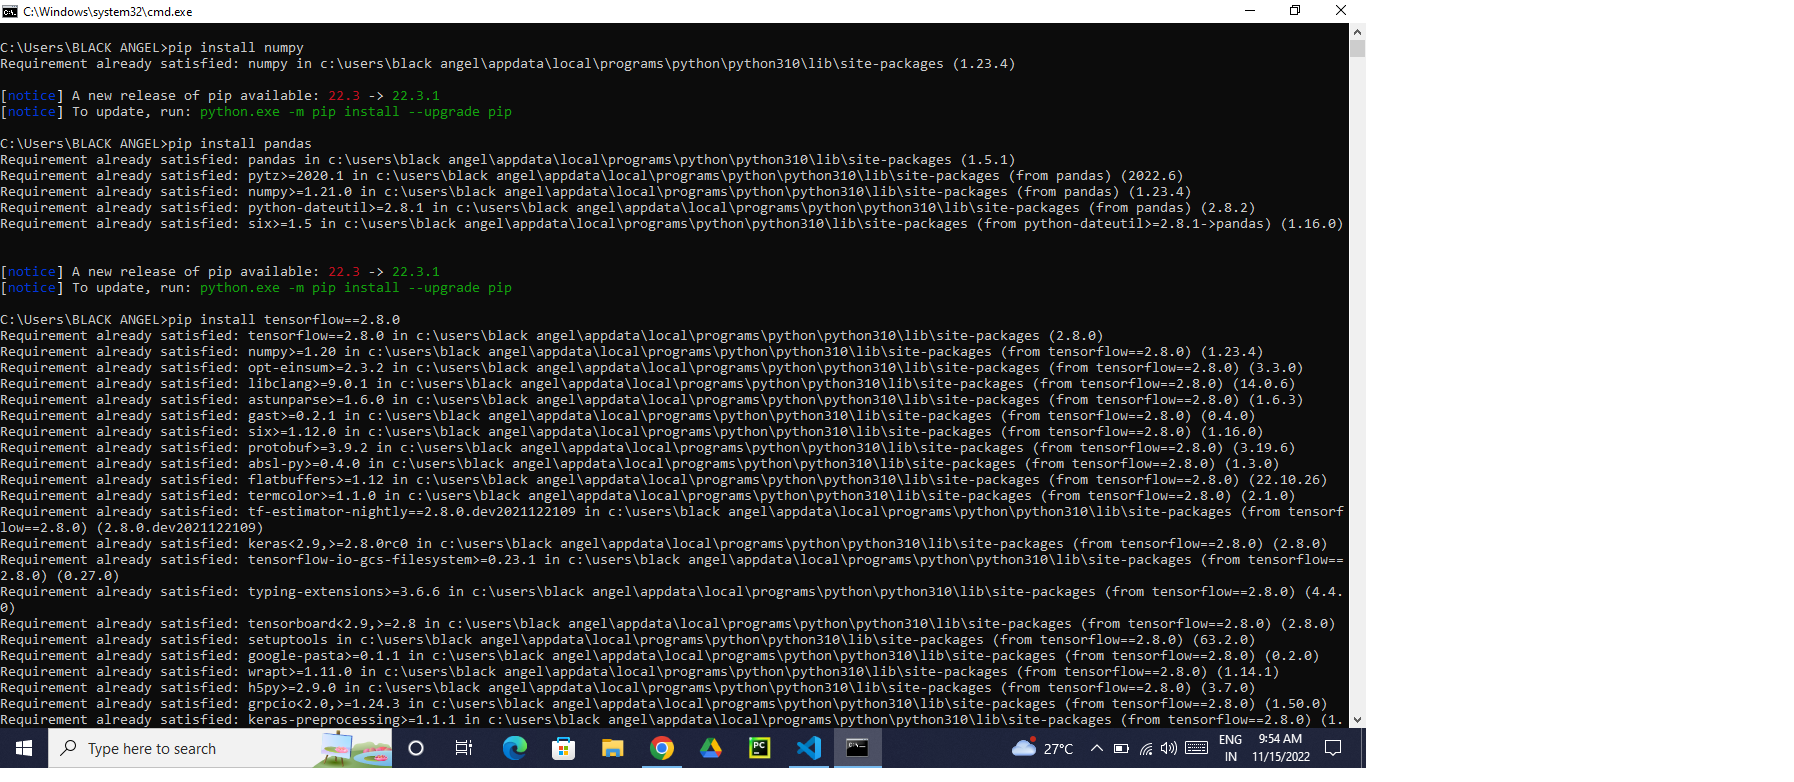 C:\Windows\system32\cmd.exe
C:\Users\BLACK ANGEL>pip install numpy
Requirement already satisfied: numpy in c:\users\black angel\appdata\local\programs\python\python310\lib\site-packages (1.23.4)
[notice] A new release of pip available: 22.3 -> 22.3.1
[notice] To update, run: python.exe -m pip install --upgrade pip
C:\Users\BLACK ANGEL>pip install pandas
Requirement already satisfied: pandas in c:\users\black angel\appdata\local\programs\python\python310\lib\site-packages (1.5.1)
Requirement already satisfied: pytz>=2020.1 in c:\users\black angel\appdata\local\programs\python\python310\lib\site-packages (from pandas) (2022.6)
Requirement already satisfied: numpy>=1.21.0 in c:\users\black angel\appdata\local\programs\python\python310\lib\site-packages (from pandas) (1.23.4)
Requirement already satisfied: python-dateutil>=2.8.1 in c:\users\black angel\appdata\local\programs\python\python310\lib\site-packages (from pandas) (2.8.2)
Requirement already satisfied: six>=1.5 in c:\users\black angel\appdata\local\programs\python\python310\lib\site-packages (from python-dateutil>=2.8.1->pandas) (1.16.0)
[notice] A new release of pip available: 22.3 -> 22.3.1
[notice] To update, run: python.exe -m pip install --upgrade pip
C:\Users\BLACK ANGEL>pip install tensorflow==2.8.0
Requirement already satisfied: tensorflow==2.8.0 in c:\users\black angel\appdata\local\programs\python\python310\lib\site-packages (2.8.0)
Requirement already satisfied: numpy>=1.20 in c:\users\black angel\appdata\local\programs\python\python310\lib\site-packages (from tensorflow==2.8.0) (1.23.4)
Requirement already satisfied: opt-einsum>=2.3.2 in c:\users\black angel\appdata\local\programs\python\python310\lib\site-packages (from tensorflow==2.8.0) (3.3.0)
Requirement already satisfied: libclang>=9.0.1 in c:\users\black angel\appdata\local\programs\python\python310\lib\site-packages (from tensorflow==2.8.0) (14.0.6)
Requirement already satisfied: astunparse>=1.6.0 in c:\users\black angel\appdata\local\programs\python\python310\lib\site-packages (from tensorflow==2.8.0) (1.6.3)
Requirement already satisfied: gast>=0.2.1 in c:\users\black angel\appdata\local\programs\python\python310\lib\site-packages (from tensorflow==2.8.0) (0.4.0)
Requirement already satisfied: six>=1.12.0 in c:\users\black angel\appdata\local\programs\python\python310\lib\site-packages (from tensorflow==2.8.0) (1.16.0)
Requirement already satisfied: protobuf>=3.9.2 in c:\users\black angel\appdata\local\programs\python\python310\lib\site-packages (from tensorflow==2.8.0) (3.19.6)
Requirement already satisfied: absl-py>=0.4.0 in c:\users\black angel\appdata\local\programs\python\python310\lib\site-packages (from tensorflow==2.8.0) (1.3.0)
Requirement already satisfied: flatbuffers>=1.12 in c:\users\black angel\appdata\local\programs\python\python310\lib\site-packages (from tensorflow==2.8.0) (22.10.26)
Requirement already satisfied: termcolor>=1.1.0 in c:\users\black angel\appdata\local\programs\python\python310\lib\site-packages (from tensorflow==2.8.0) (2.1.0)
Requirement already satisfied: tf-estimator-nightly==2.8.0.dev2021122109 in c:\users\black angel\appdata\local\programs\python\python310\lib\site-packages (from tensorf
low==2.8.0) (2.8.0.dev2021122109)
Requirement already satisfied: keras<2.9,>=2.8.0rc0 in c:\users\black angel\appdata\local\programs\python\python310\lib\site-packages (from tensorflow==2.8.0) (2.8.0)
Requirement already satisfied: tensorflow-io-gcs-filesystem>=0.23.1 in c:\users\black angel\appdata\local\programs\python\python310\lib\site-packages (from tensorflow==
2.8.0) (0.27.0)
Requirement already satisfied: typing-extensions>=3.6.6 in c:\users\black angel\appdata\local\programs\python\python310\lib\site-packages (from tensorflow==2.8.0) (4.4.
0)
Requirement already satisfied: tensorboard<2.9,>=2.8 in c:\users\black angel\appdata\local\programs\python\python310\lib\site-packages (from tensorflow==2.8.0) (2.8.0)
Requirement already satisfied: setuptools in c:\users\black angel\appdata\local\programs\python\python310\lib\site-packages (from tensorflow==2.8.0) (63.2.0)
Requirement already satisfied: google-pasta>=0.1.1 in c:\users\black angel\appdata\local\programs\python\python310\lib\site-packages (from tensorflow==2.8.0) (0.2.0)
Requirement already satisfied: wrapt>=1.11.0 in c:\users\black angel\appdata\local\programs\python\python310\lib\site-packages (from tensorflow==2.8.0) (1.14.1)
Requirement already satisfied: h5py>=2.9.0 in c:\users\black angel\appdata\local\programs\python\python310\lib\site-packages (from tensorflow==2.8.0) (3.7.0)
Requirement already satisfied: grpcio<2.0,>=1.24.3 in c:\users\black angel\appdata\local\programs\python\python310\lib\site-packages (from tensorflow==2.8.0) (1.50.0)
Requirement already satisfied: keras-preprocessing>=1.1.1 in c:\users\black angel\appdata\local\programs\python\python310\lib\site-packages (from tensorflow==2.8.0) (1.
Type here to search
PC
27°C
ENG
IN
9:54 AM
11/15/2022